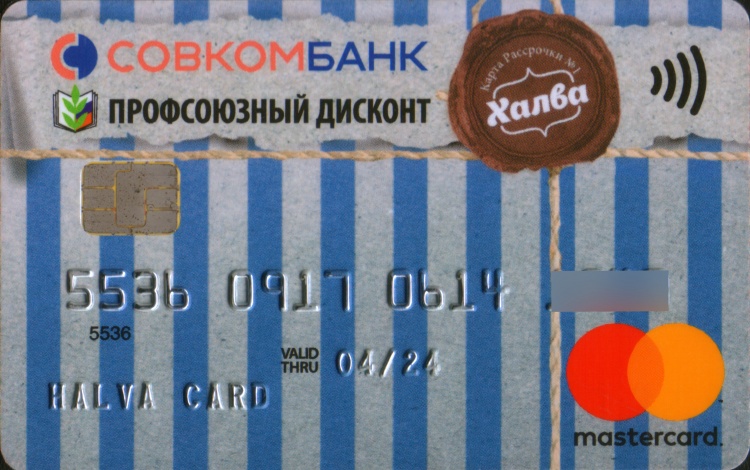 СОВКОМБАНК
ПРОФСОЮЗНЫЙ ДИСКОНТ
Карта Рассрочки №1
Халва
5536 0917 0614
5536
VALID THRU 04/24
HALVA CARD
mastercard.